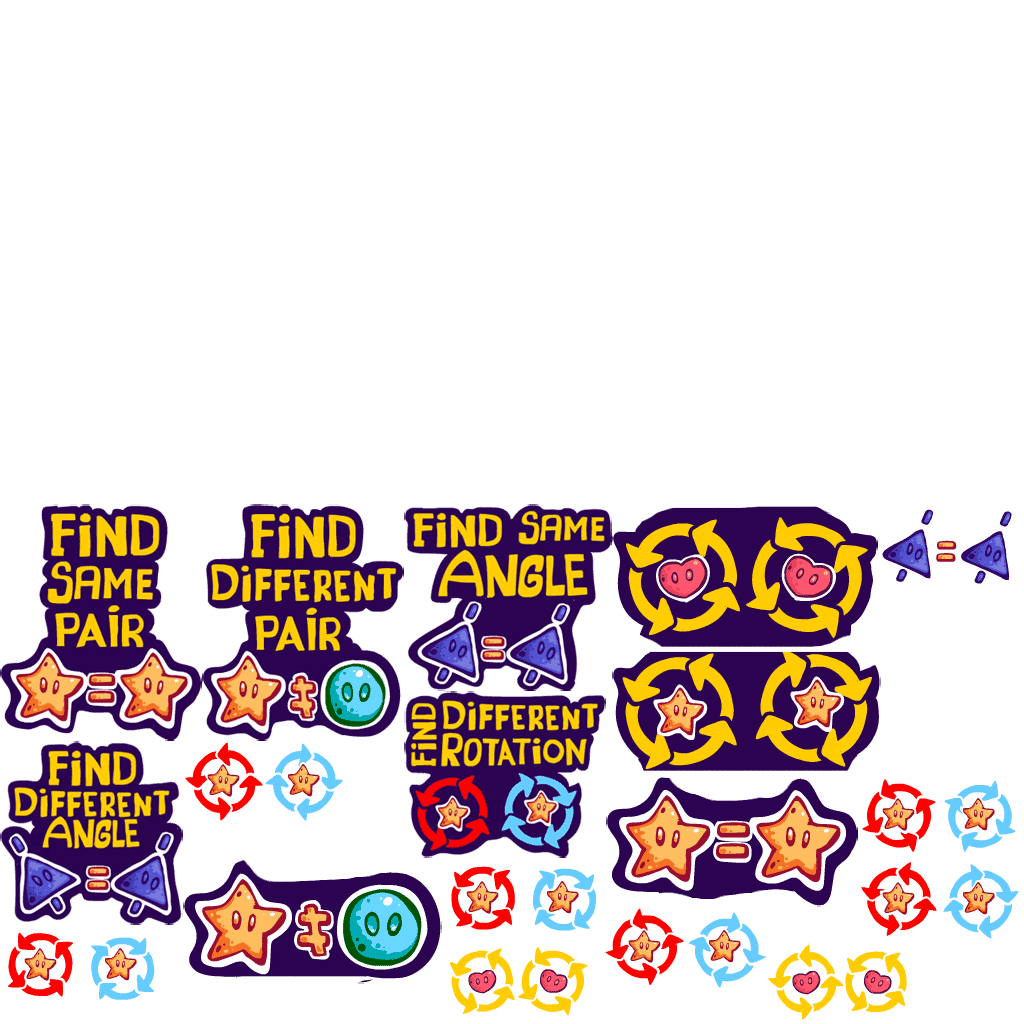 FiND
SAME
PAiR
FiND
DiFFERENT
PAiR
FiND SAME
ANGLE
FiND
DiFFERENT
ROTATiON
FiND
DiFFERENT
ANGLE